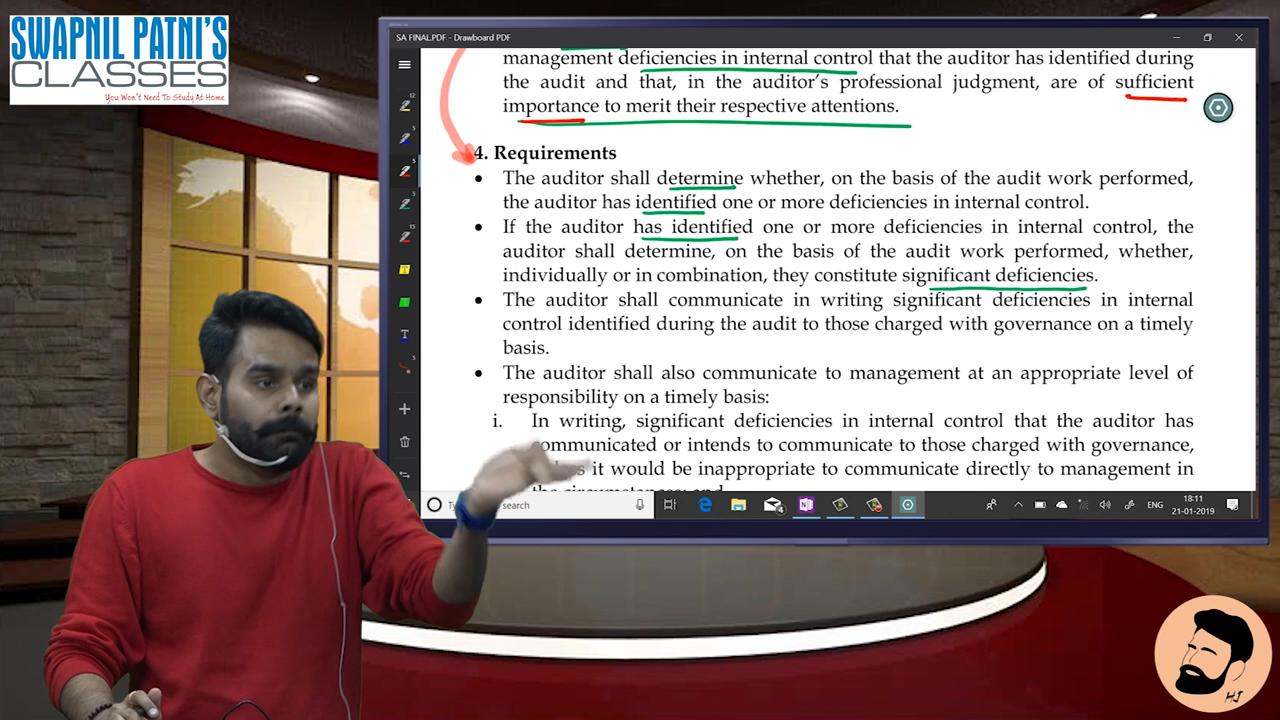 SWAPNIL PATNI'S
CLASSES
You Won't Need To Study At Home
SA FINAL.PDF - Drawboard PDF
management deficiencies in internal control that the auditor has identified during
the audit and that, in the auditor's professional judgment, are of sufficient
importance to merit their respective attentions.
4. Requirements
• The auditor shall determine whether, on the basis of the audit work performed,
the auditor has identified one or more deficiencies in internal control.
• If the auditor has identified one or more deficiencies in internal control, the
auditor shall determine, on the basis of the audit work performed, whether,
individually or in combination, they constitute significant deficiencies.
• The auditor shall communicate in writing significant deficiencies in internal
control identified during the audit to those charged with governance on a timely
basis.
• The auditor shall also communicate to management at an appropriate level of
responsibility on a timely basis:
i. In writing, significant deficiencies in internal control that the auditor has
communicated or intends to communicate to those charged with governance,
it would be inappropriate to communicate directly to management in
the circumstances; and
search
ENG
18:11
21-01-2019
HJ